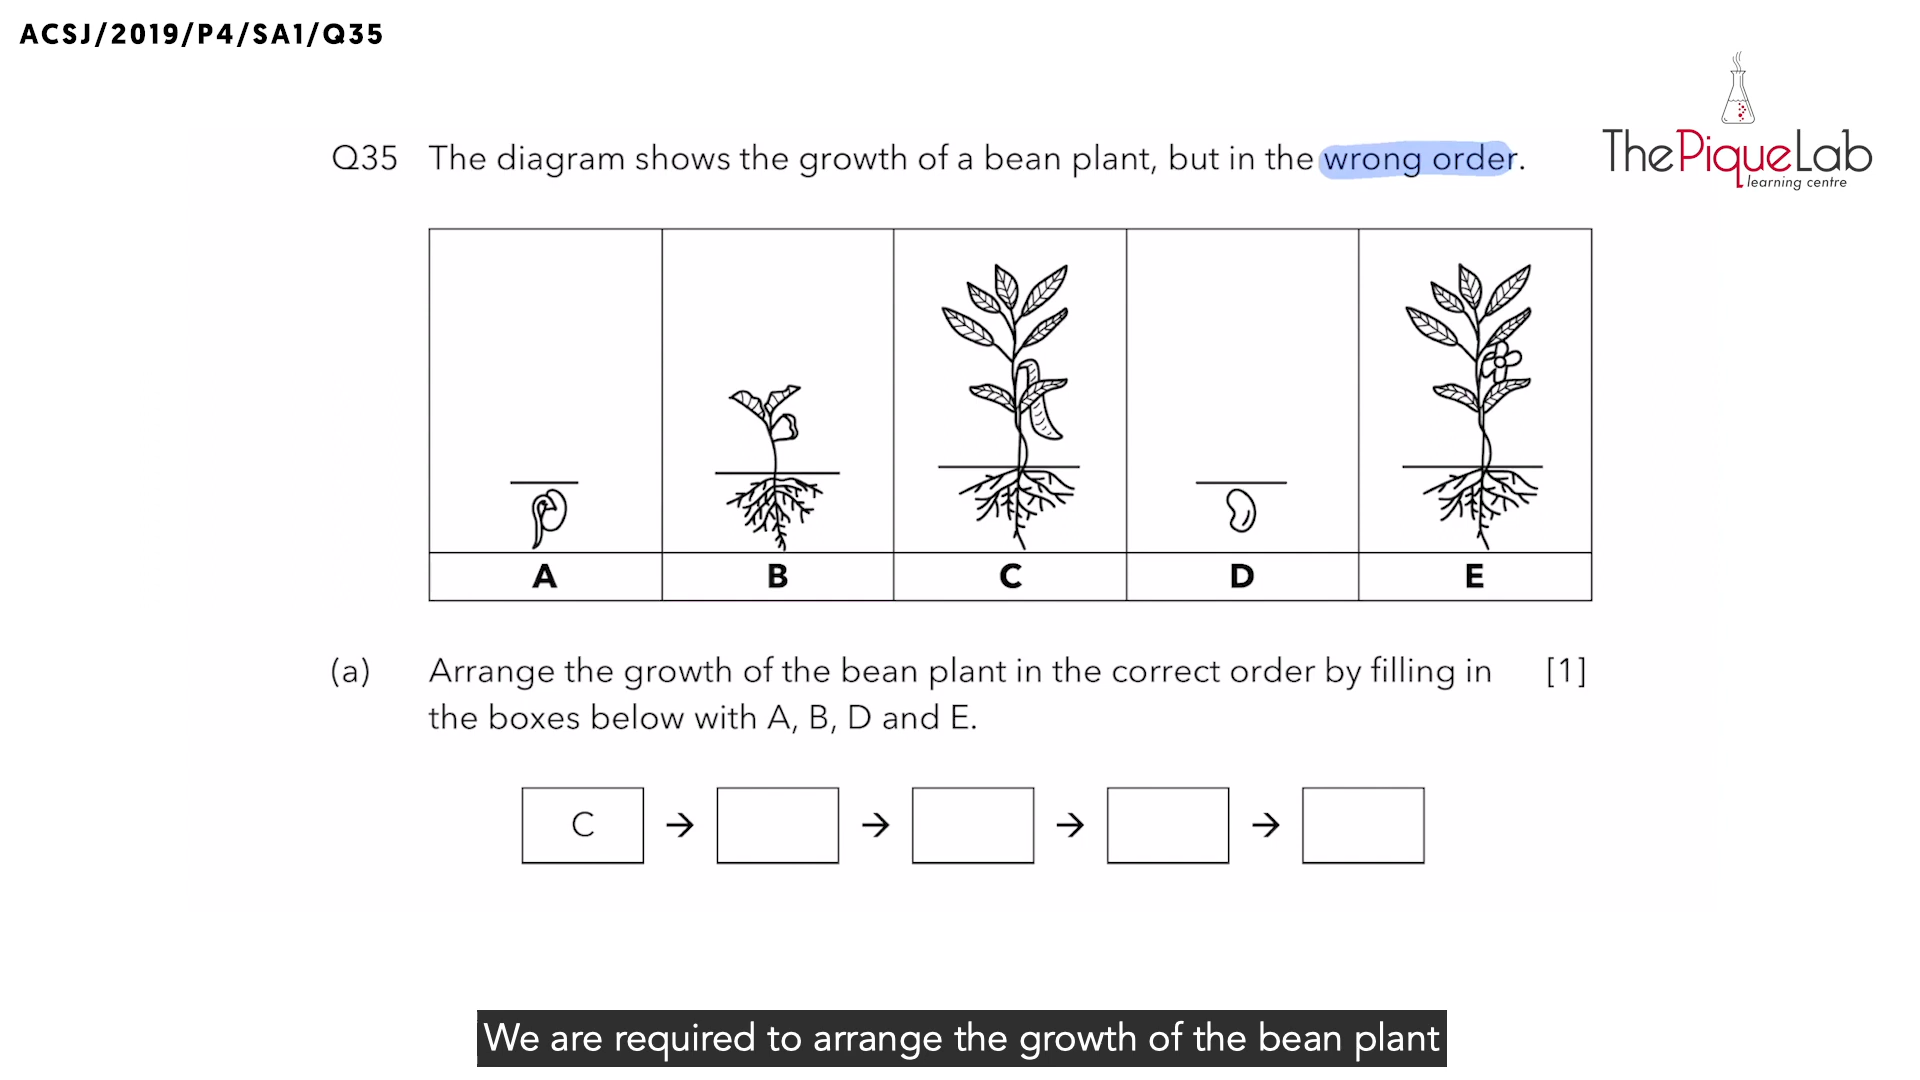 ACSJ/2019/P4/SA1/Q35
ThePiqueLab
learning centre
Q35 The diagram shows the growth of a bean plant, but in the wrong order.
A B C D E
(a) Arrange the growth of the bean plant in the correct order by filling in [1]
the boxes below with A, B, D and E.
C → → → →
We are required to arrange the growth of the bean plant